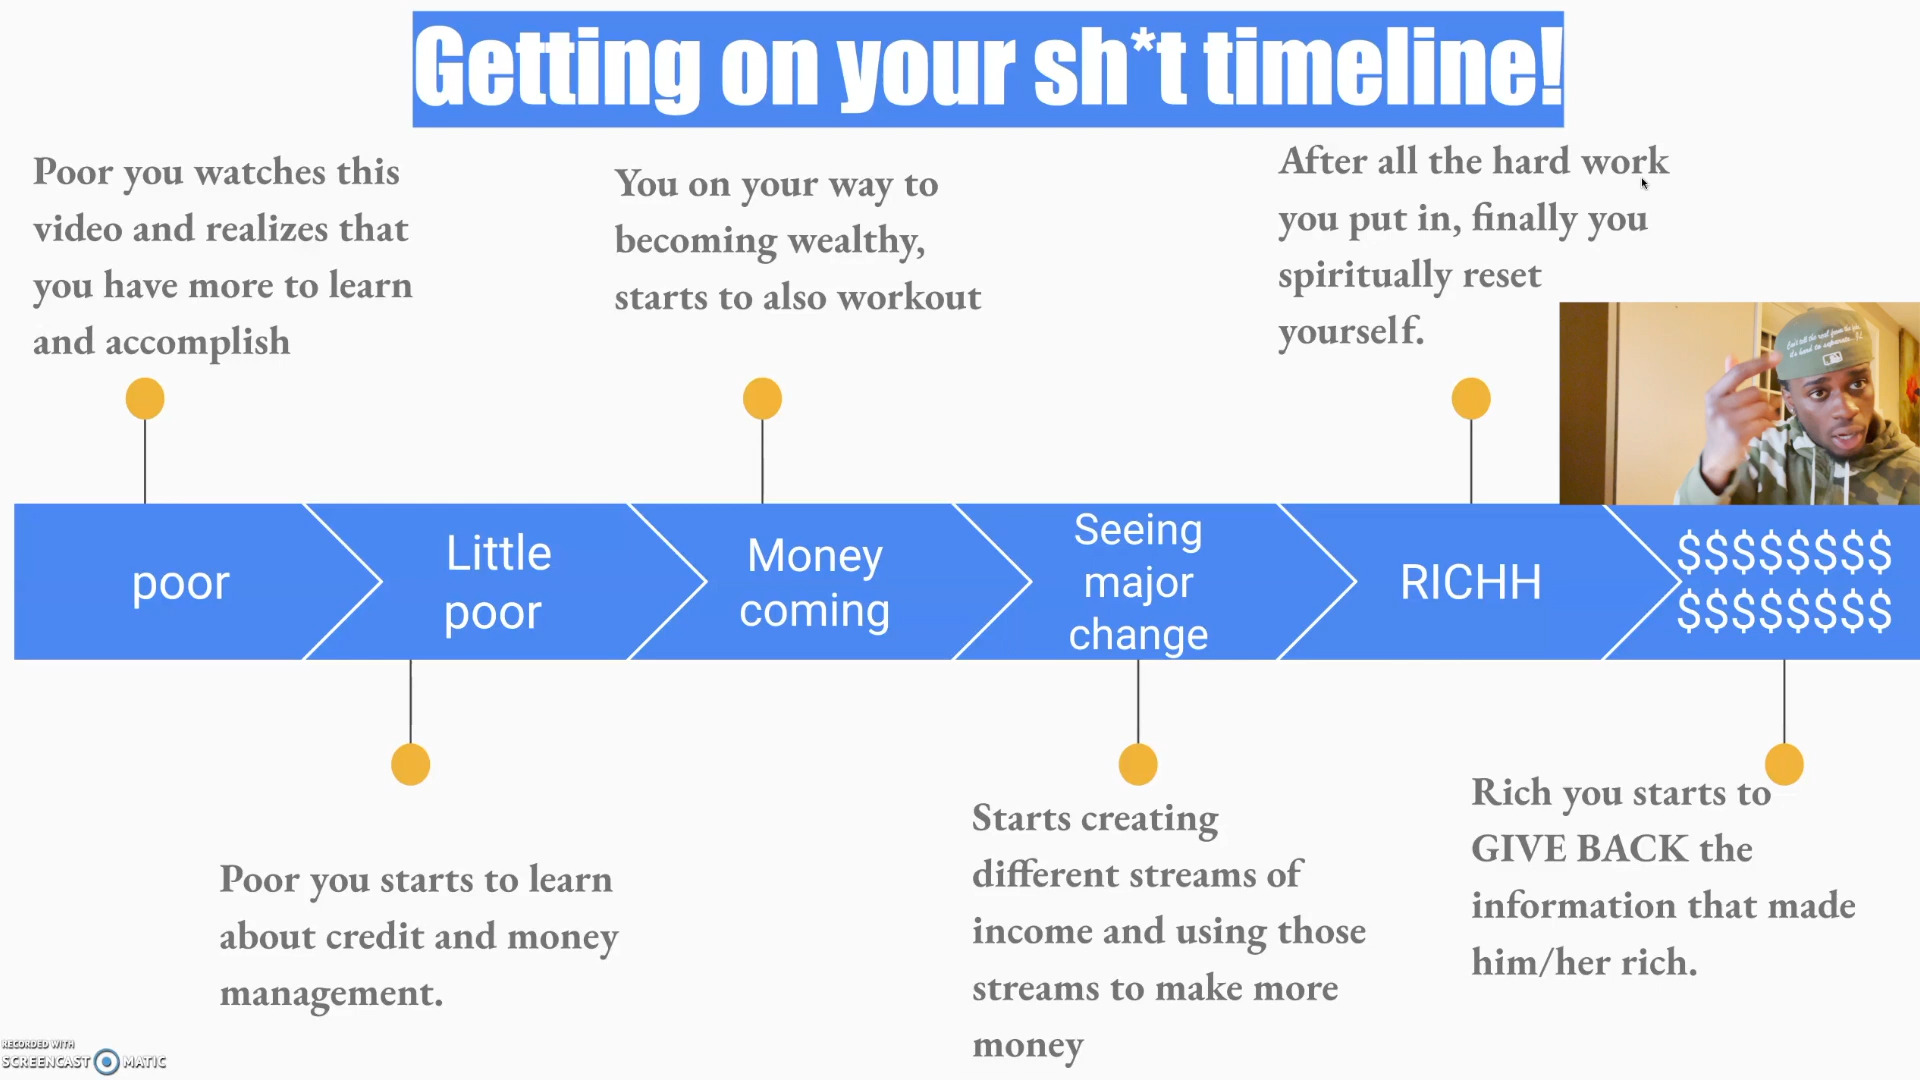 Getting on your sh*t timeline!
Poor you watches this
video and realizes that
you have more to learn
and accomplish
You on your way to
becoming wealthy,
starts to also workout
After all the hard work
you put in, finally you
spiritually reset
yourself.
poor
Little
poor
Money
coming
Seeing
major
change
RICHH
$$$$$$$$
$$$$$$$$
Poor you starts to learn
about credit and money
management.
Starts creating
different streams of
income and using those
streams to make more
money
Rich you starts to
GIVE BACK the
information that made
him/her rich.
RECORDED WITH
SCREENCAST MATIC